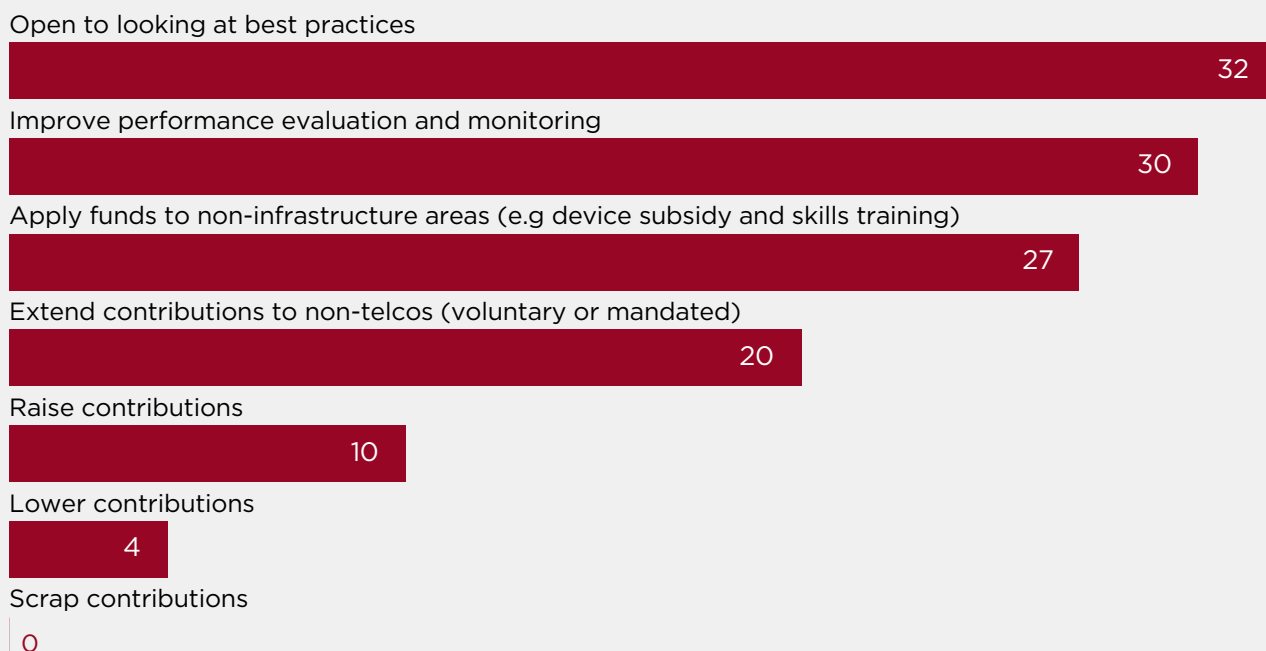 Open to looking at best practices
32
Improve performance evaluation and monitoring
30
Apply funds to non-infrastructure areas (e.g device subsidy and skills training)
27
Extend contributions to non-telcos (voluntary or mandated)
20
Raise contributions
10
Lower contributions
4
Scrap contributions
0